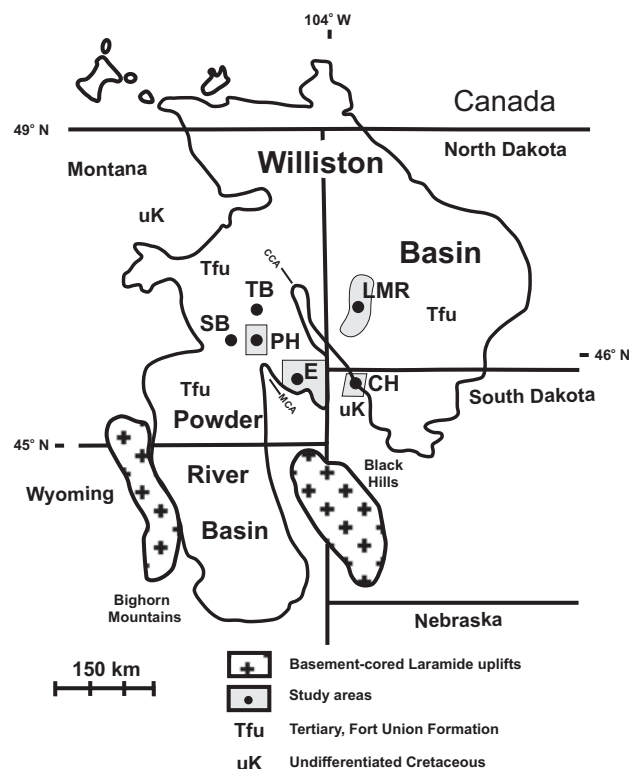 104° W
Canada
49° N
Montana
Williston
North Dakota
uK
CCA
Basin
Tfu
TB
LMR
Tfu
SB
PH
46° N
E
CH
Tfu
MCA
uK
South Dakota
Powder
45° N
River
Black
Hills
Wyoming
Basin
Bighorn
Mountains
Nebraska
150 km
Basement-cored Laramide uplifts
Study areas
Tfu Tertiary, Fort Union Formation
uK Undifferentiated Cretaceous